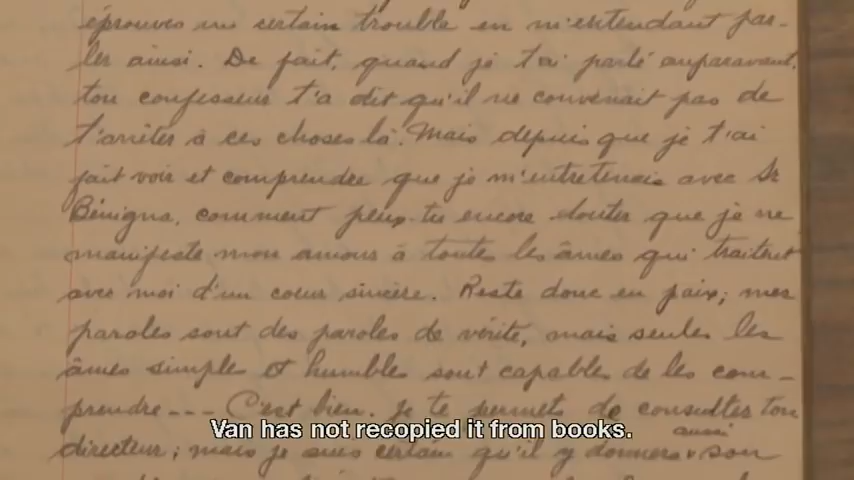 éprouves un certain trouble en m'entendant par-
ler ainsi. De fait, quand je t'ai parlé auparavant,
ton confesseur t'a dit qu'il ne convenait pas de
t'arrêter à ces choses là. Mais depuis que je t'ai
fait voir et comprendre que je m'entretenais avec Sr
Bénigna, comment peux-tu encore douter que je ne
manifeste mon amour à toutes les âmes qui traitent
avec moi d'un cœur sincère. Reste donc en paix; mes
paroles sont des paroles de vérité, mais seules les
âmes simple et humbles sont capables de les com-
prendre--- C'est bien. Je te permets de consulter ton
Van has not recopied it from books.
aussi
directeur; mais je suis certain qu'il y donnera son